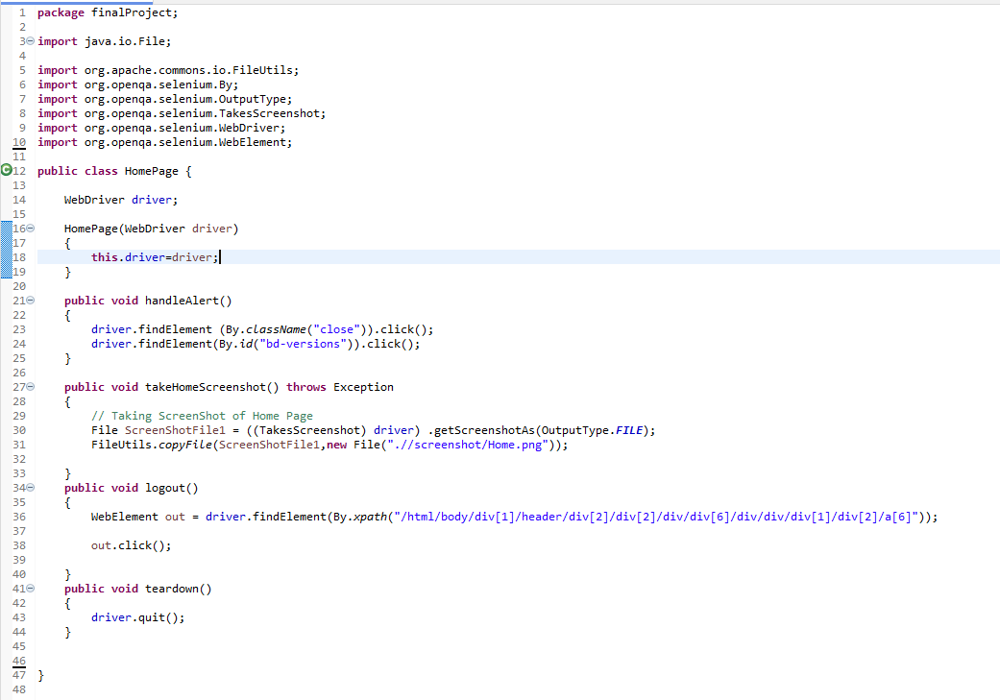 1 package finalProject;
2
3 import java.io.File;
4
5 import org.apache.commons.io.FileUtils;
6 import org.openqa.selenium.By;
7 import org.openqa.selenium.OutputType;
8 import org.openqa.selenium.TakesScreenshot;
9 import org.openqa.selenium.WebDriver;
10 import org.openqa.selenium.WebElement;
11
C 12 public class HomePage {
13
14     WebDriver driver;
15
16     HomePage(WebDriver driver)
17     {
18         this.driver=driver;
19     }
20
21     public void handleAlert()
22     {
23         driver.findElement (By.className("close")).click();
24         driver.findElement(By.id("bd-versions")).click();
25     }
26
27     public void takeHomeScreenshot() throws Exception
28     {
29         // Taking ScreenShot of Home Page
30         File ScreenShotFile1 = ((TakesScreenshot) driver) .getScreenshotAs(OutputType.FILE);
31         FileUtils.copyFile(ScreenShotFile1,new File(".//screenshot/Home.png"));
32
33     }
34     public void logout()
35     {
36         WebElement out = driver.findElement(By.xpath("/html/body/div[1]/header/div[2]/div[2]/div/div[6]/div/div/div[1]/div[2]/a[6]"));
37
38         out.click();
39
40     }
41     public void teardown()
42     {
43         driver.quit();
44     }
45
46
47 }
48